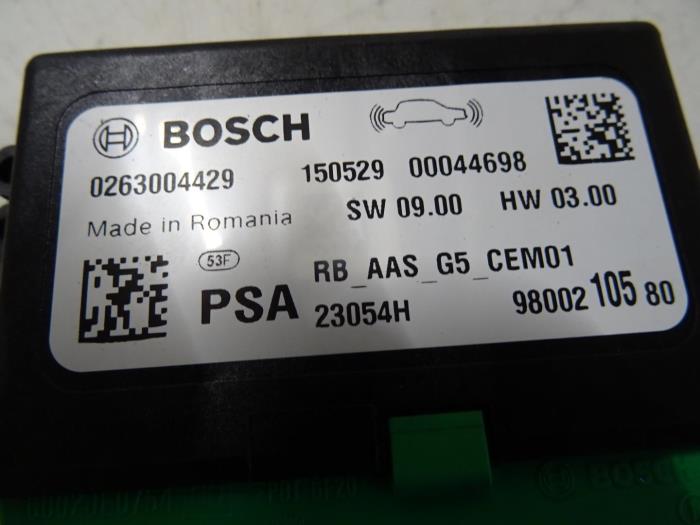 BOSCH
0263004429
150529 00044698
Made in Romania
SW 09.00 HW 03.00
53F
RB_AAS_G5_CEM01
PSA
23054H
98002 105 80